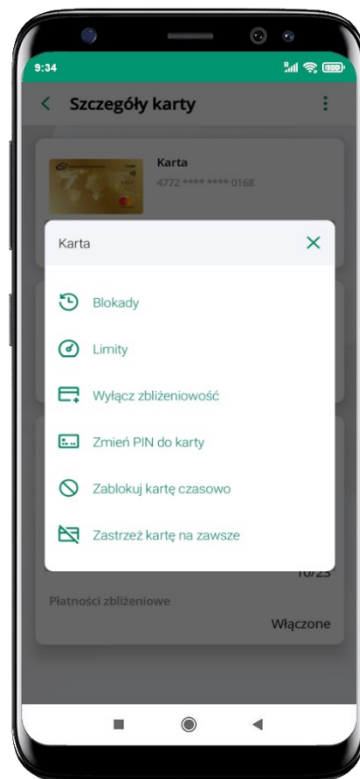 9:34
Szczegóły karty
Karta
4772 **** **** 0168
Karta
Blokady
Limity
Wyłącz zbliżeniowość
Zmień PIN do karty
Zablokuj kartę czasowo
Zastrzeż kartę na zawsze
10/23
Płatności zbliżeniowe
Włączone